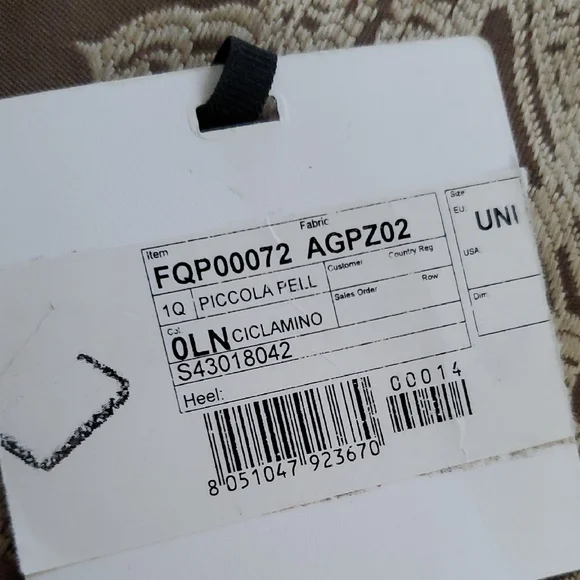 Item
Fabric
FQP00072 AGPZ02
1Q PICCOLA PELL
Customer
Country Reg
Col.
0LN CICLAMINO
Sales Order
Row
S43018042
Heel:
Size
EU
UNI
USA
Dim
00014
8 051047 923670